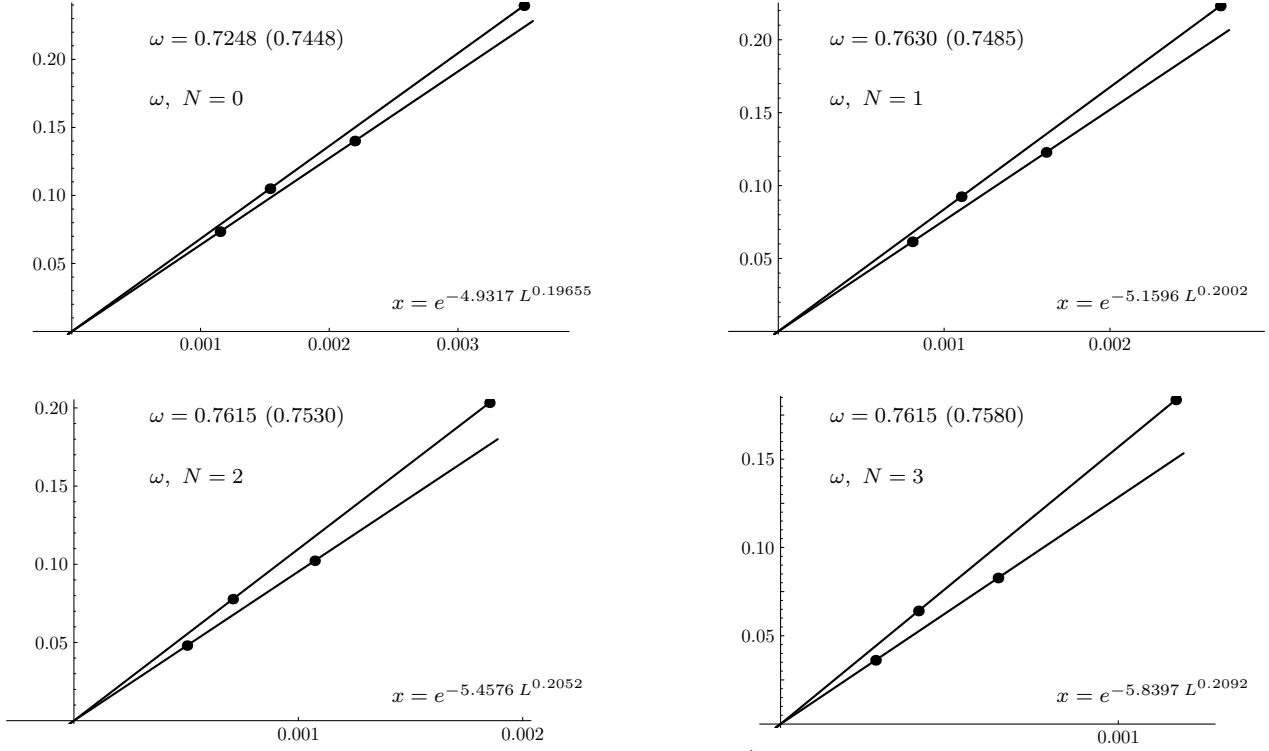 0.20
0.15
0.10
0.05
ω = 0.7248 (0.7448)
ω, N = 0
x = e^{−4.9317 L^{0.19655}}
0.001 0.002 0.003
0.20
0.15
0.10
0.05
ω = 0.7630 (0.7485)
ω, N = 1
x = e^{−5.1596 L^{0.2002}}
0.001 0.002
0.20
0.15
0.10
0.05
ω = 0.7615 (0.7530)
ω, N = 2
x = e^{−5.4576 L^{0.2052}}
0.001 0.002
0.15
0.10
0.05
ω = 0.7615 (0.7580)
ω, N = 3
x = e^{−5.8397 L^{0.2092}}
0.001